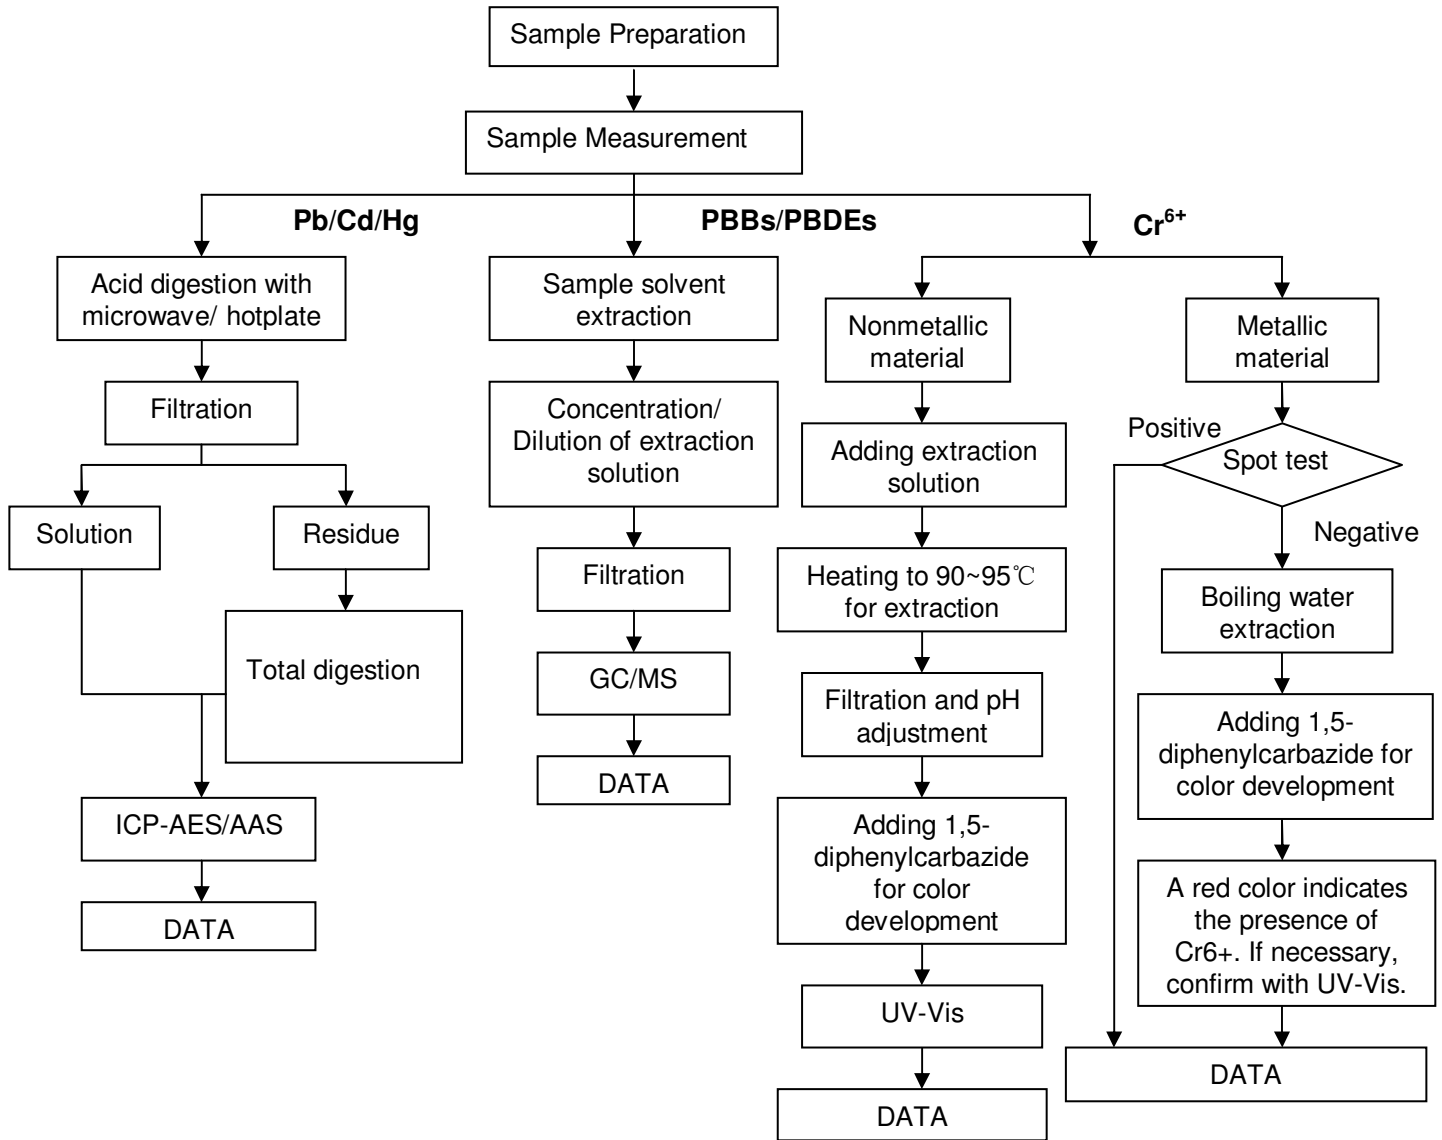 Sample Preparation
Sample Measurement
Pb/Cd/Hg
PBBs/PBDEs
Cr⁶⁺
Acid digestion with
microwave/ hotplate
Filtration
Solution
Residue
Total digestion
ICP-AES/AAS
DATA
Sample solvent
extraction
Concentration/
Dilution of extraction
solution
Filtration
GC/MS
DATA
Nonmetallic
material
Adding extraction
solution
Heating to 90~95℃
for extraction
Filtration and pH
adjustment
Adding 1,5-
diphenylcarbazide
for color
development
UV-Vis
DATA
Metallic
material
Positive
Spot test
Negative
Boiling water
extraction
Adding 1,5-
diphenylcarbazide for
color development
A red color indicates
the presence of
Cr6+. If necessary,
confirm with UV-Vis.
DATA